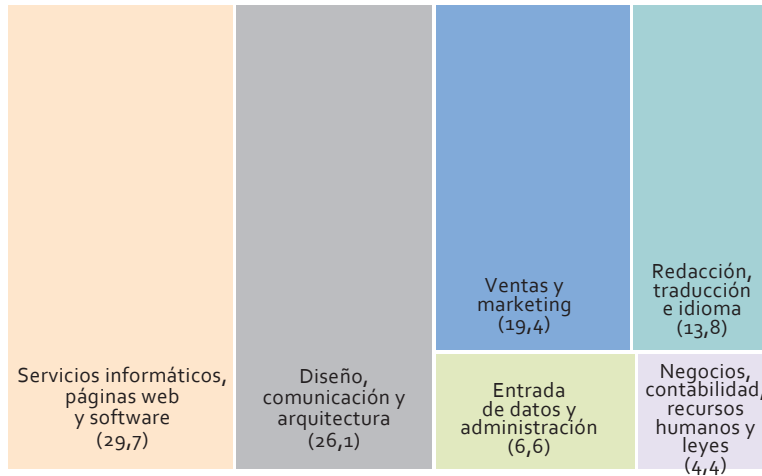 Servicios informáticos,
páginas web
y software
(29,7)
Diseño,
comunicación y
arquitectura
(26,1)
Ventas y
marketing
(19,4)
Redacción,
traducción
e idioma
(13,8)
Entrada
de datos y
administración
(6,6)
Negocios,
contabilidad,
recursos
humanos y
leyes
(4,4)